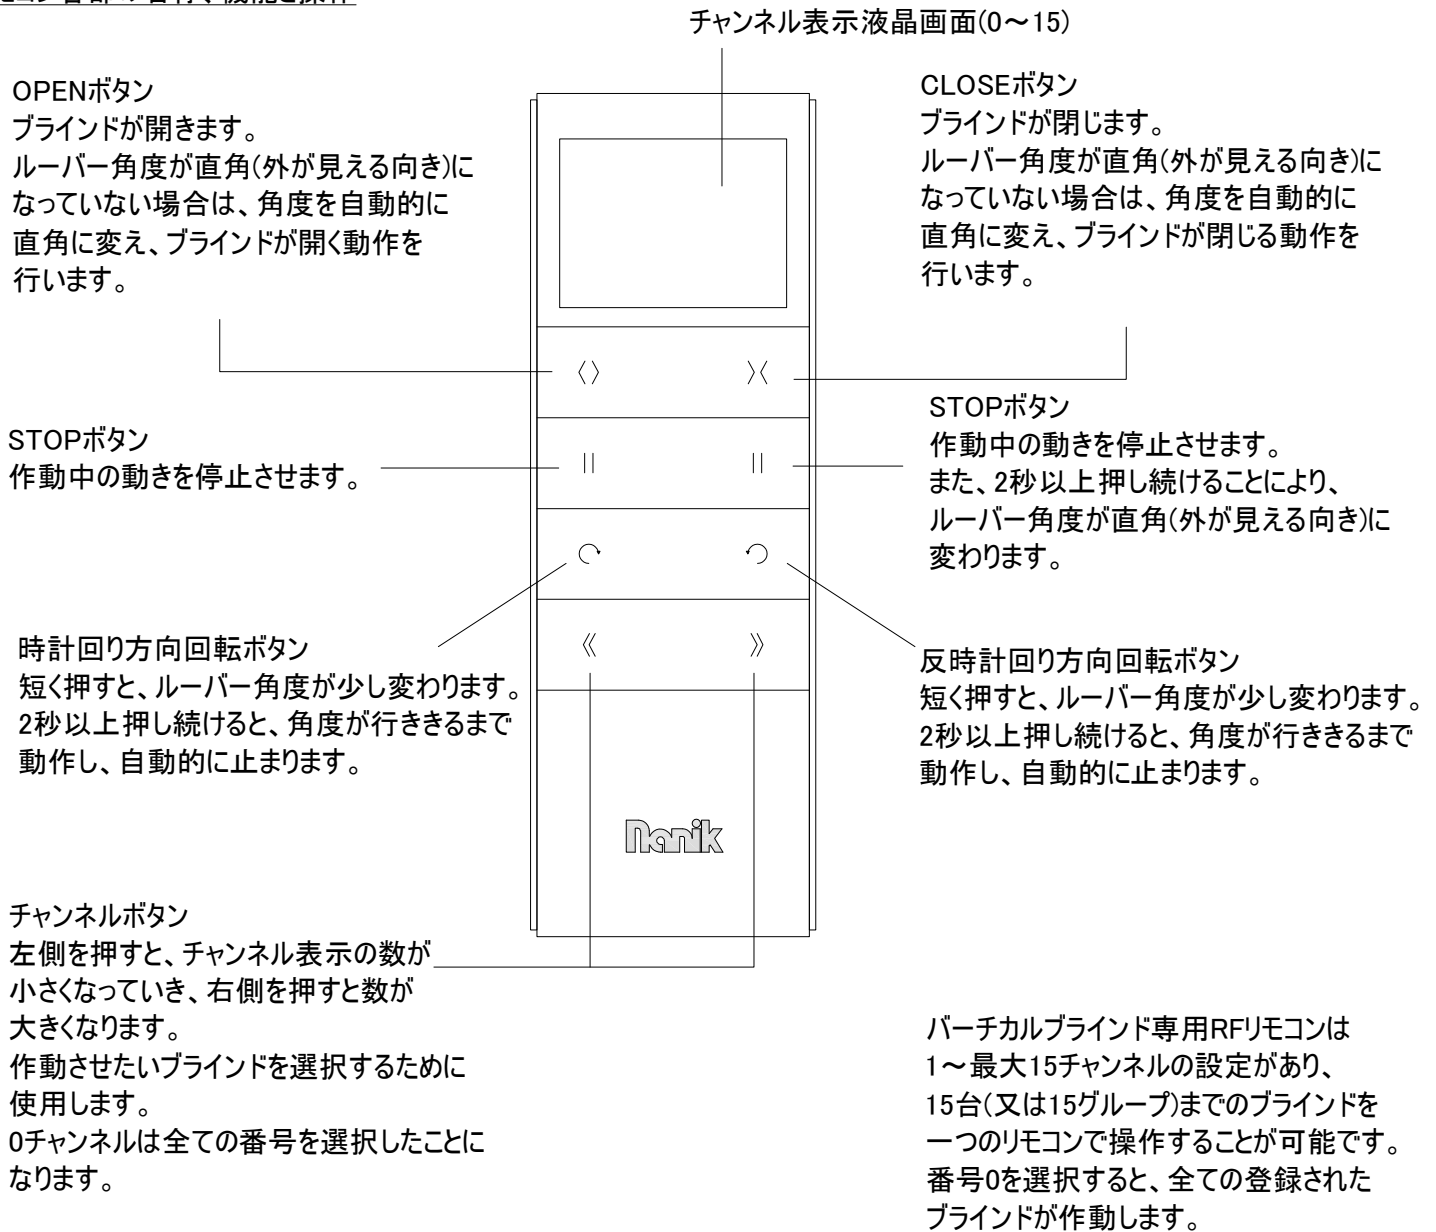 チャンネル表示液晶画面(0～15)
OPENボタン
ブラインドが開きます。
ルーバー角度が直角(外が見える向き)に
なっていない場合は、角度を自動的に
直角に変え、ブラインドが開く動作を
行います。
CLOSEボタン
ブラインドが閉じます。
ルーバー角度が直角(外が見える向き)に
なっていない場合は、角度を自動的に
直角に変え、ブラインドが閉じる動作を
行います。
STOPボタン
作動中の動きを停止させます。
STOPボタン
作動中の動きを停止させます。
また、2秒以上押し続けることにより、
ルーバー角度が直角(外が見える向き)に
変わります。
時計回り方向回転ボタン
短く押すと、ルーバー角度が少し変わります。
2秒以上押し続けると、角度が行ききるまで
動作し、自動的に止まります。
反時計回り方向回転ボタン
短く押すと、ルーバー角度が少し変わります。
2秒以上押し続けると、角度が行ききるまで
動作し、自動的に止まります。
Nanik
チャンネルボタン
左側を押すと、チャンネル表示の数が
小さくなっていき、右側を押すと数が
大きくなります。
作動させたいブラインドを選択するために
使用します。
0チャンネルは全ての番号を選択したことに
なります。
バーチカルブラインド専用RFリモコンは
1～最大15チャンネルの設定があり、
15台(又は15グループ)までのブラインドを
一つのリモコンで操作することが可能です。
番号0を選択すると、全ての登録された
ブラインドが作動します。